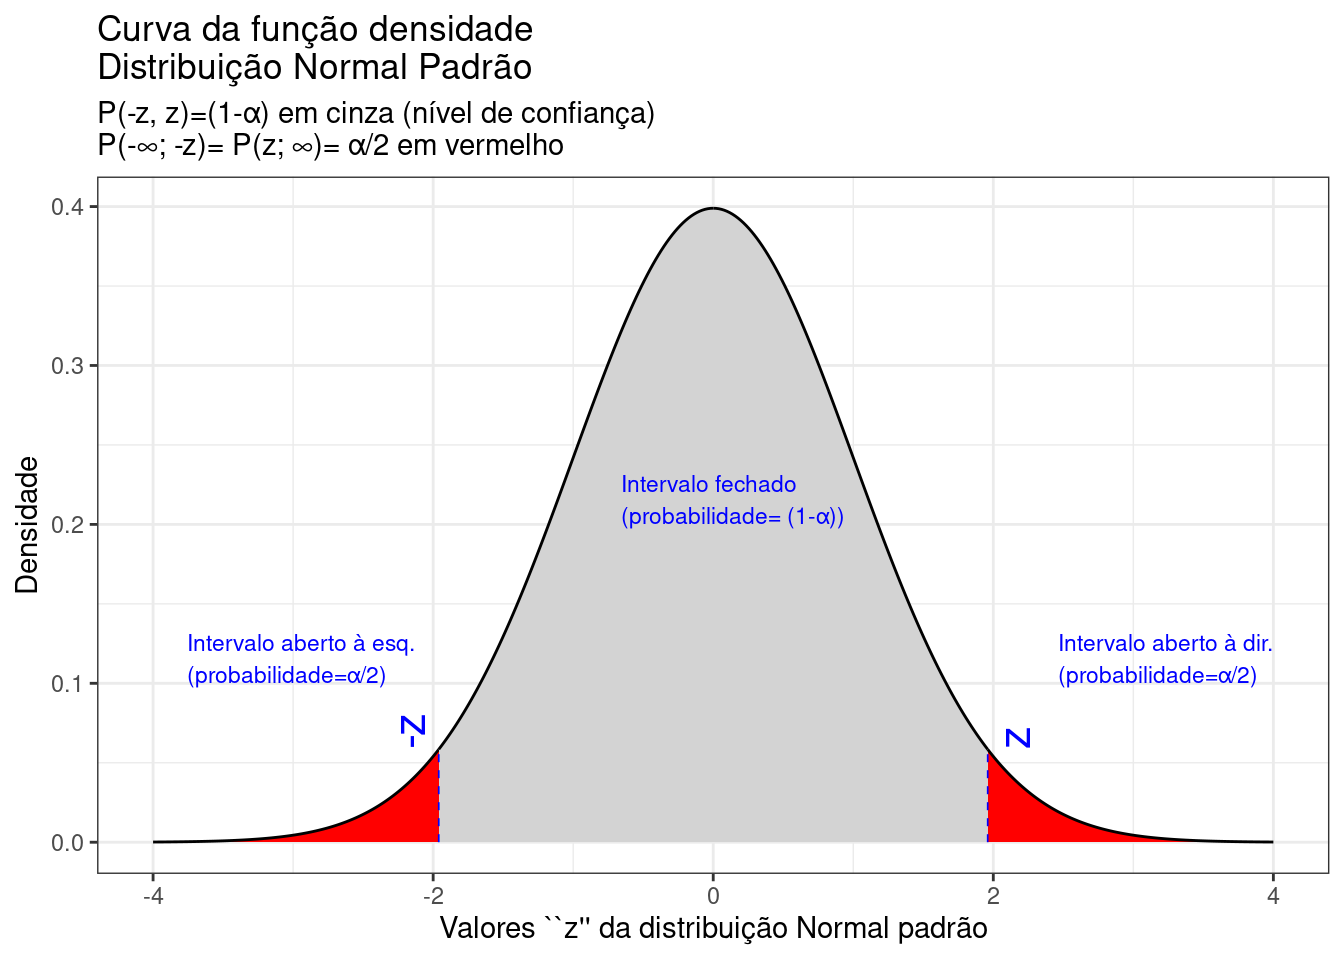 Curva da função densidade
Distribuição Normal Padrão
P(-z, z)=(1-α) em cinza (nível de confiança)
P(-∞; -z)= P(z; ∞)= α/2 em vermelho
0.4
0.3
0.2
0.1
0.0
Densidade
Intervalo fechado
(probabilidade= (1-α))
Intervalo aberto à esq.
(probabilidade=α/2)
Intervalo aberto à dir.
(probabilidade=α/2)
-z
z
-4
-2
0
2
4
Valores ``z'' da distribuição Normal padrão